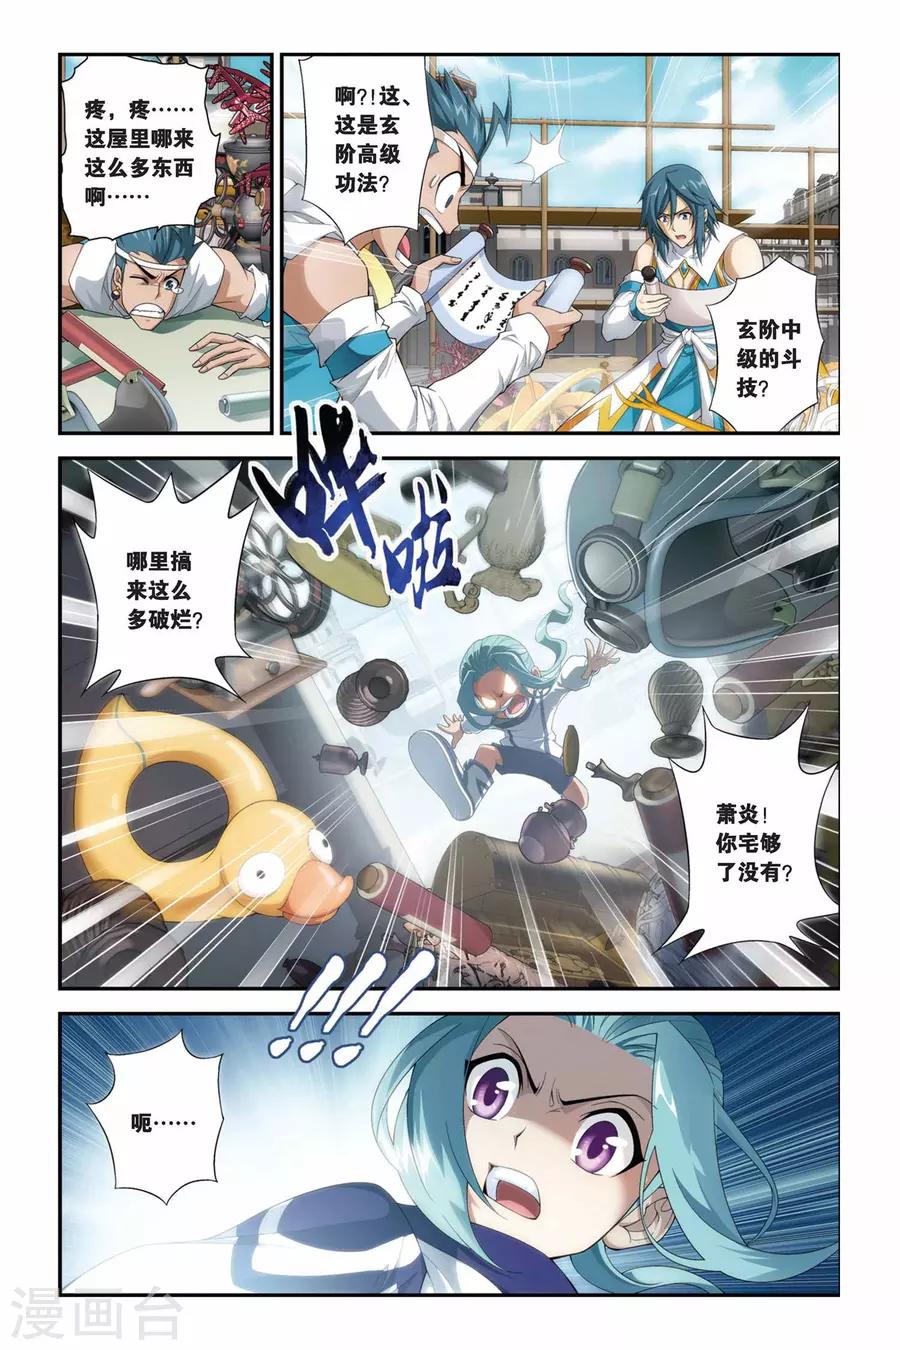 疼，疼……
这屋里哪来
这么多东西
啊……
啊？！这、
这是玄
阶高级
功法？
玄阶中
级的斗
技？
哗啦
哪里搞
来这么
多破烂？
萧炎！
你宅够
了没有？
!!!
呃……
漫画台